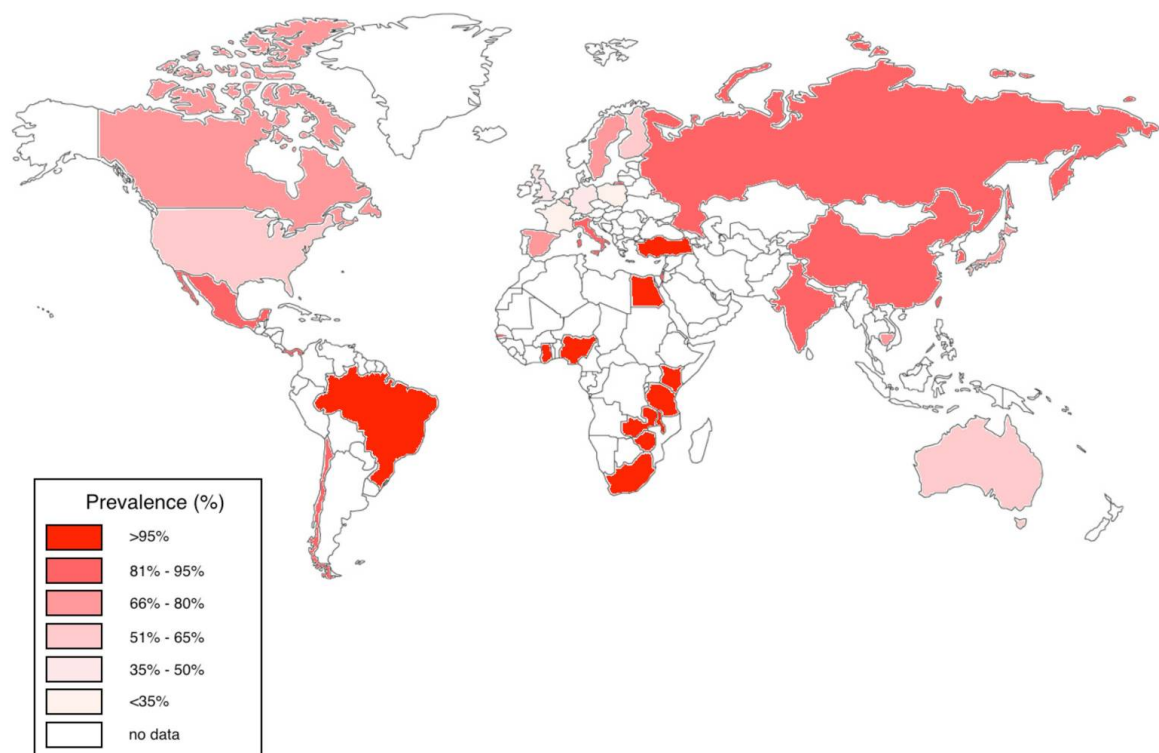 Prevalence (%)
>95%
81% - 95%
66% - 80%
51% - 65%
35% - 50%
<35%
no data